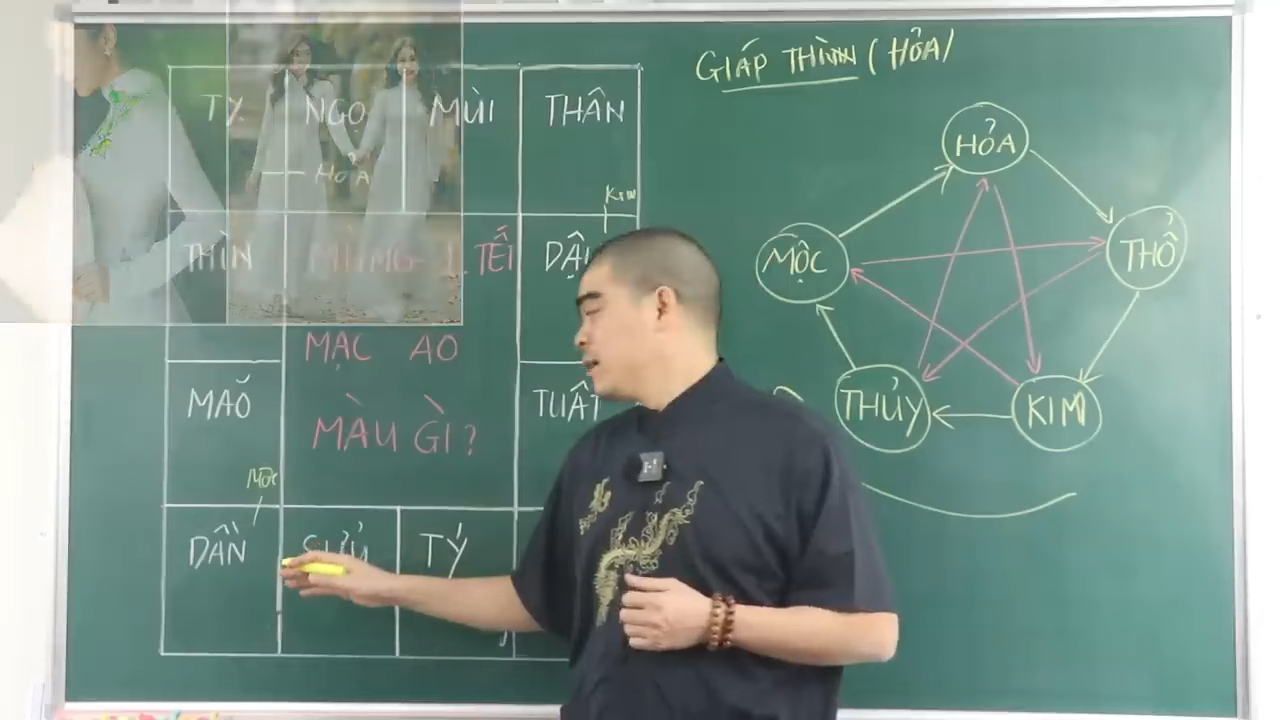 GIÁP THÌNH (HỎA)
TỴ NGỌ MÙI THÂN
HỎA
KIM
THÌN MÙNG 1 TẾT DẬU
MẶC ÁO
MÃO MÀU GÌ? TUẤT
MỘC
DẦN SỬU TÝ
HỎA
MỘC THỔ
THỦY KIM